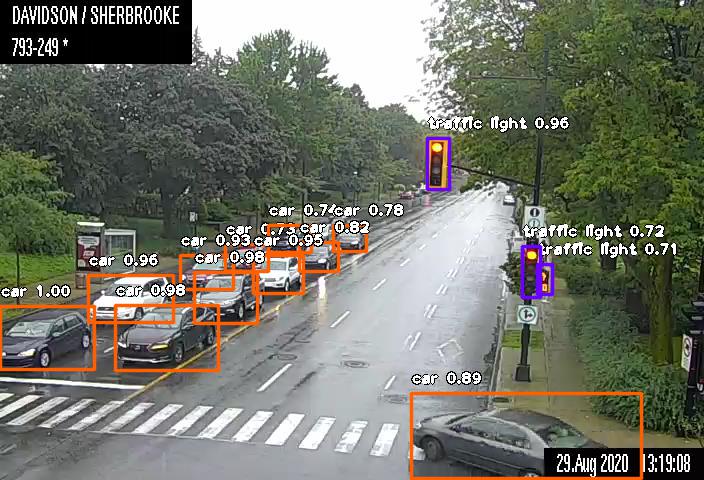 DAVIDSON / SHERBROOKE
793-249 *
traffic light 0.96
car 0.78
car 0.82
car 0.93
car 0.95
car 0.98
traffic light 0.72
traffic light 0.71
car 0.96
car 1.00
car 0.98
car 0.89
29.Aug 2020 13:19:08